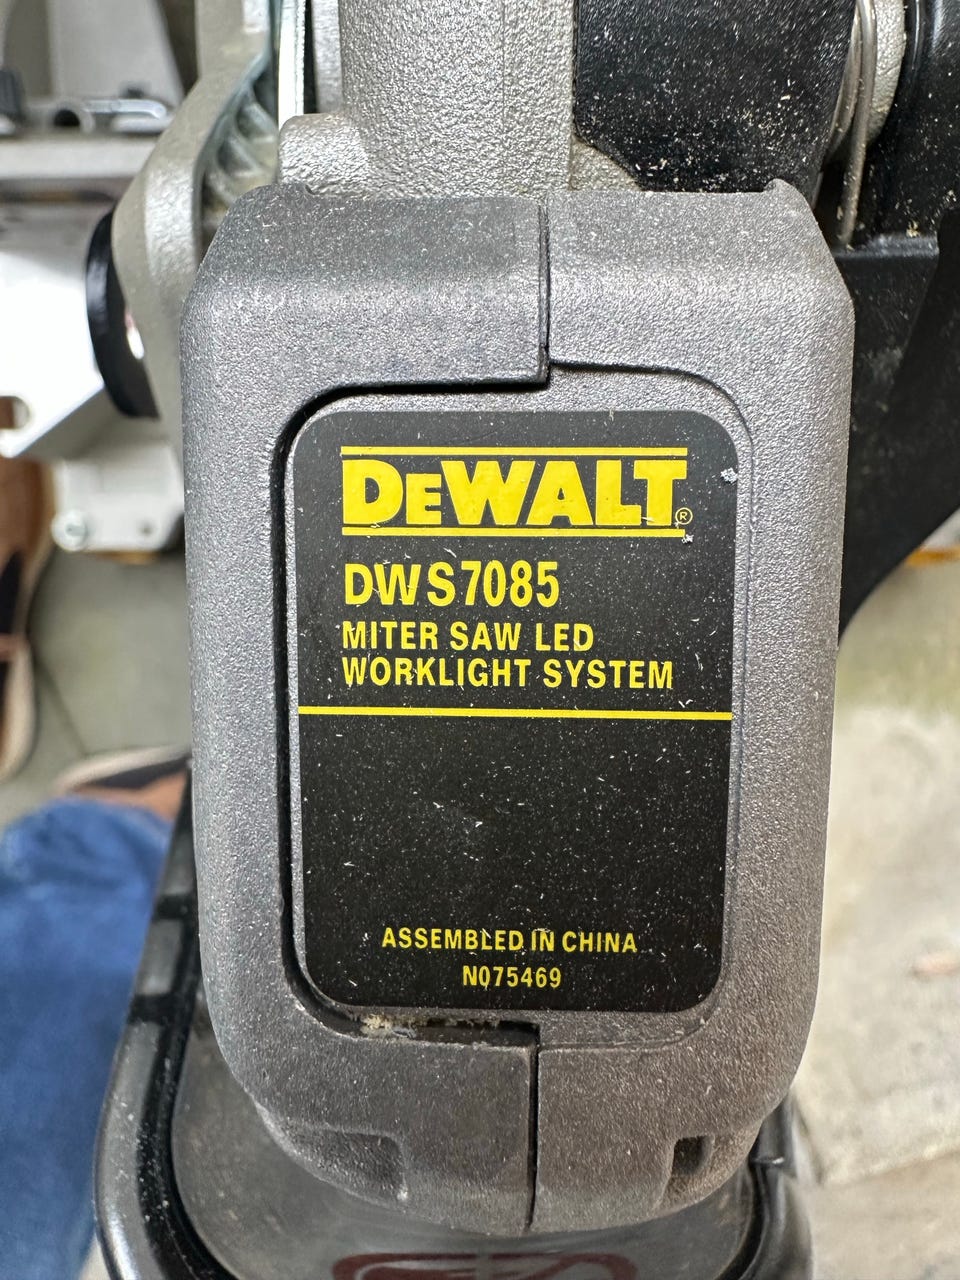 DEWALT®
DWS7085
MITER SAW LED
WORKLIGHT SYSTEM
ASSEMBLED IN CHINA
N075469